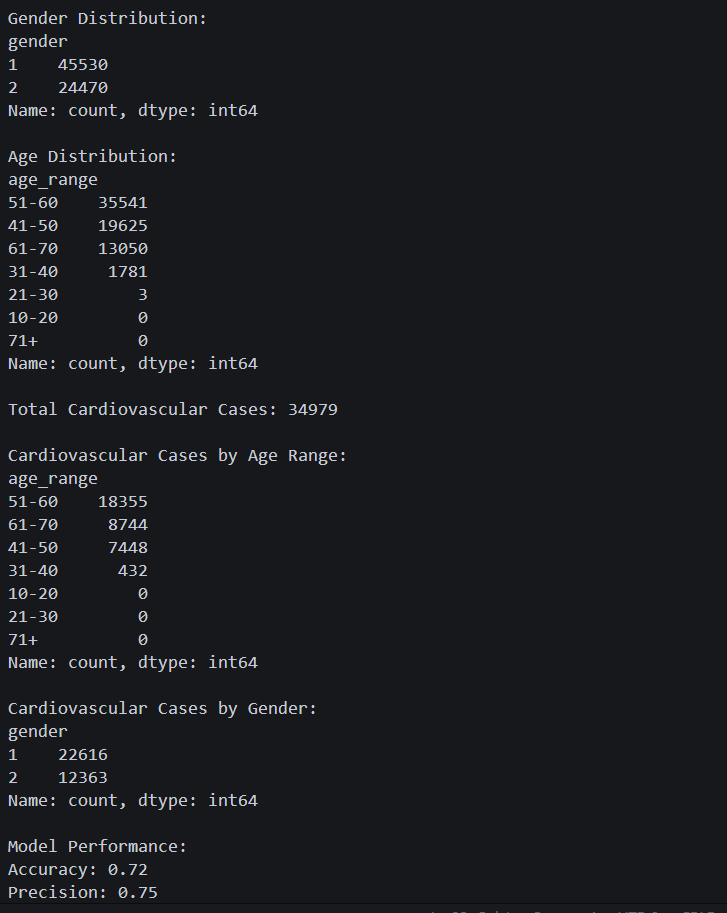 Gender Distribution:
gender
1    45530
2    24470
Name: count, dtype: int64

Age Distribution:
age_range
51-60    35541
41-50    19625
61-70    13050
31-40     1781
21-30        3
10-20        0
71+          0
Name: count, dtype: int64

Total Cardiovascular Cases: 34979

Cardiovascular Cases by Age Range:
age_range
51-60    18355
61-70     8744
41-50     7448
31-40      432
10-20        0
21-30        0
71+          0
Name: count, dtype: int64

Cardiovascular Cases by Gender:
gender
1    22616
2    12363
Name: count, dtype: int64

Model Performance:
Accuracy: 0.72
Precision: 0.75